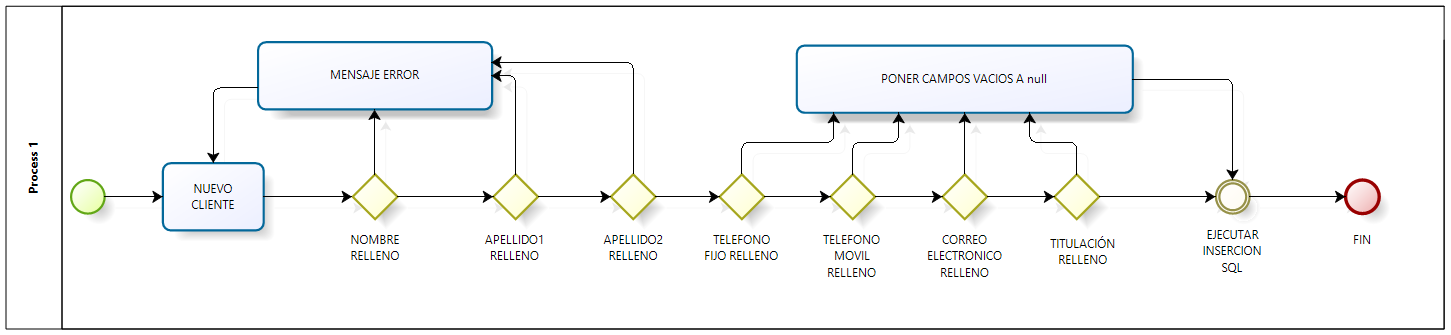 Process 1
MENSAJE ERROR
PONER CAMPOS VACIOS A null
NUEVO
CLIENTE
NOMBRE
RELLENO
APELLIDO1
RELLENO
APELLIDO2
RELLENO
TELEFONO
FIJO RELLENO
TELEFONO
MOVIL
RELLENO
CORREO
ELECTRONICO
RELLENO
TITULACIÓN
RELLENO
EJECUTAR
INSERCION
SQL
FIN